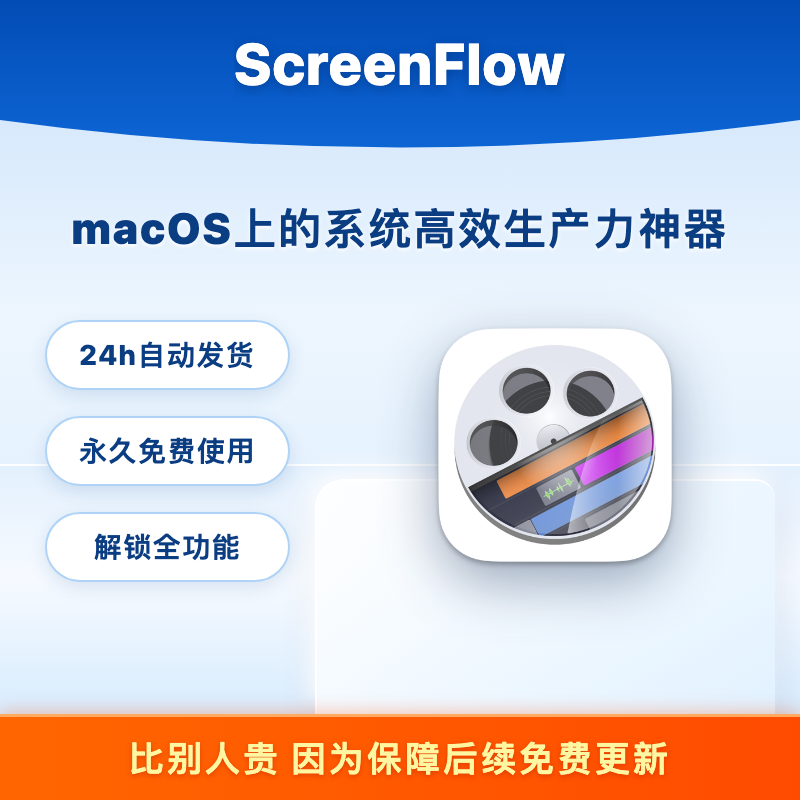 ScreenFlow
macOS上的系统高效生产力神器
24h自动发货
永久免费使用
解锁全功能
比别人贵 因为保障后续免费更新